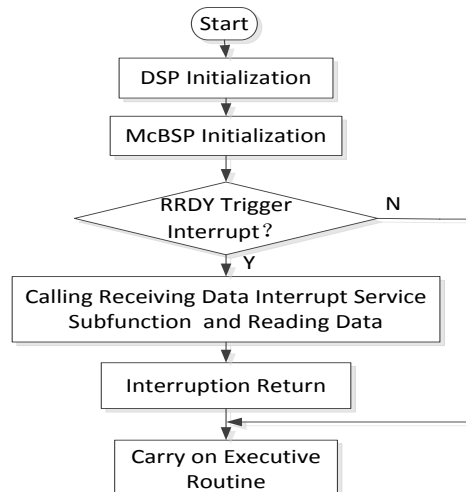 Start
DSP Initialization
McBSP Initialization
RRDY Trigger
Interrupt？
N
Y
Calling Receiving Data Interrupt Service
Subfunction and Reading Data
Interruption Return
Carry on Executive
Routine